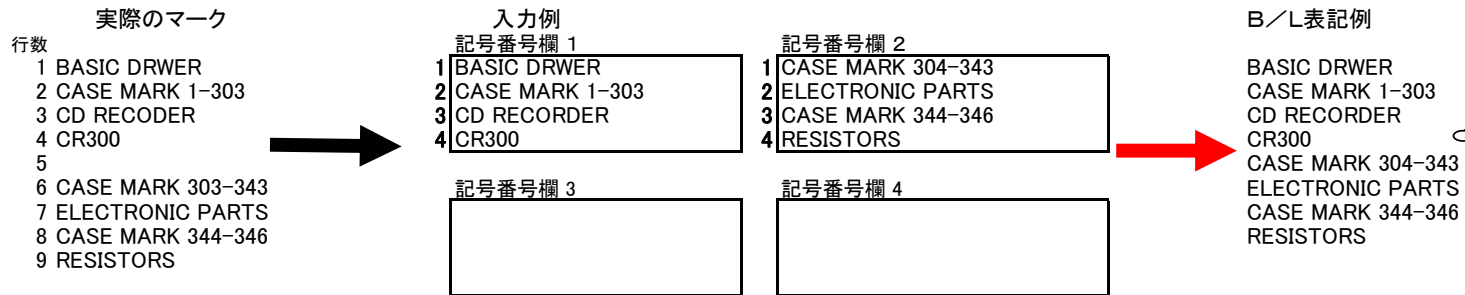 実際のマーク
行数
1 BASIC DRWER
2 CASE MARK 1-303
3 CD RECODER
4 CR300
5
6 CASE MARK 303-343
7 ELECTRONIC PARTS
8 CASE MARK 344-346
9 RESISTORS
入力例
記号番号欄 1
1 BASIC DRWER
2 CASE MARK 1-303
3 CD RECORDER
4 CR300
記号番号欄 2
1 CASE MARK 304-343
2 ELECTRONIC PARTS
3 CASE MARK 344-346
4 RESISTORS
記号番号欄 3
記号番号欄 4
B/L表記例
BASIC DRWER
CASE MARK 1-303
CD RECORDER
CR300
CASE MARK 304-343
ELECTRONIC PARTS
CASE MARK 344-346
RESISTORS